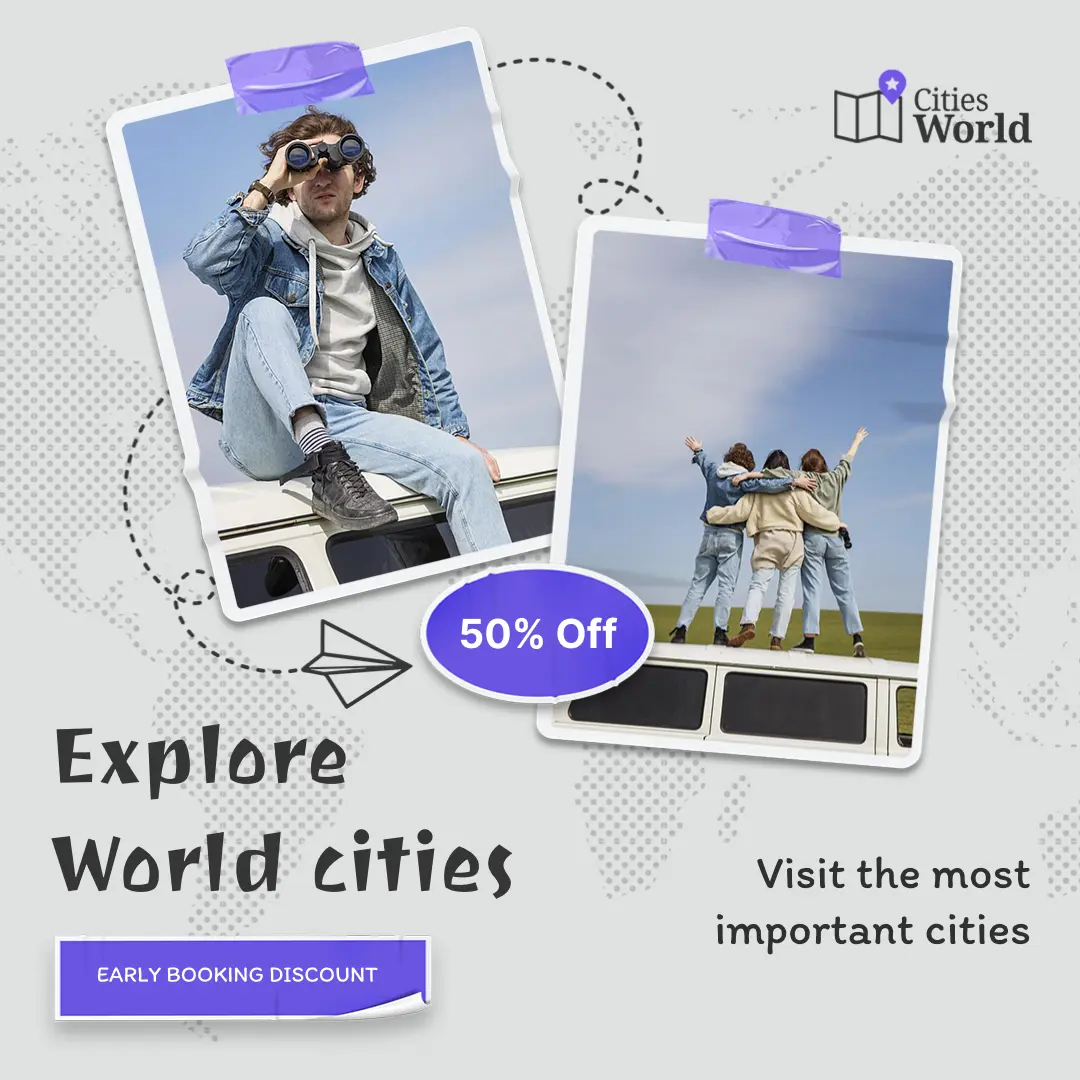 Cities
World
50% Off
Explore
World cities
Visit the most
important cities
EARLY BOOKING DISCOUNT